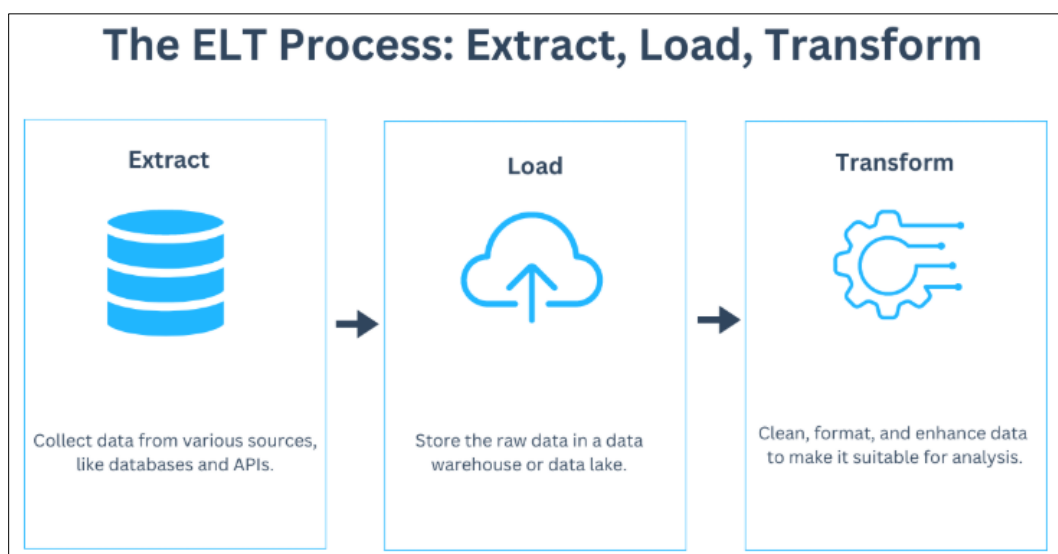 The ELT Process: Extract, Load, Transform
Extract
Collect data from various sources,
like databases and APIs.
Load
Store the raw data in a data
warehouse or data lake.
Transform
Clean, format, and enhance data
to make it suitable for analysis.